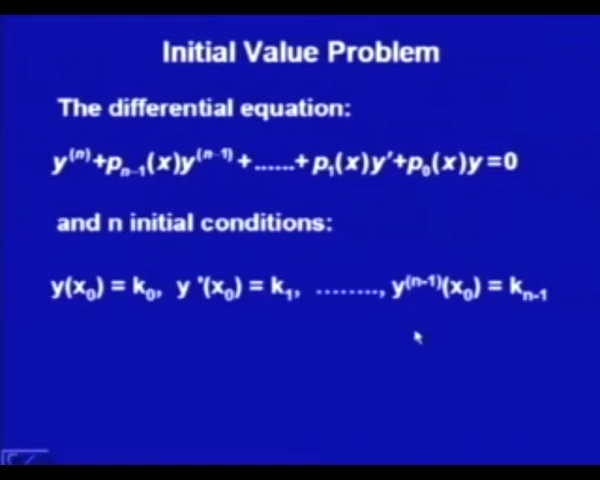 Initial Value Problem
The differential equation:
y⁽ⁿ⁾+pₙ₋₁(x)y⁽ⁿ⁻¹⁾+......+p₁(x)y′+p₀(x)y=0
and n initial conditions:
y(x₀) = k₀, y '(x₀) = k₁, ........, y⁽ⁿ⁻¹⁾(x₀) = kₙ₋₁